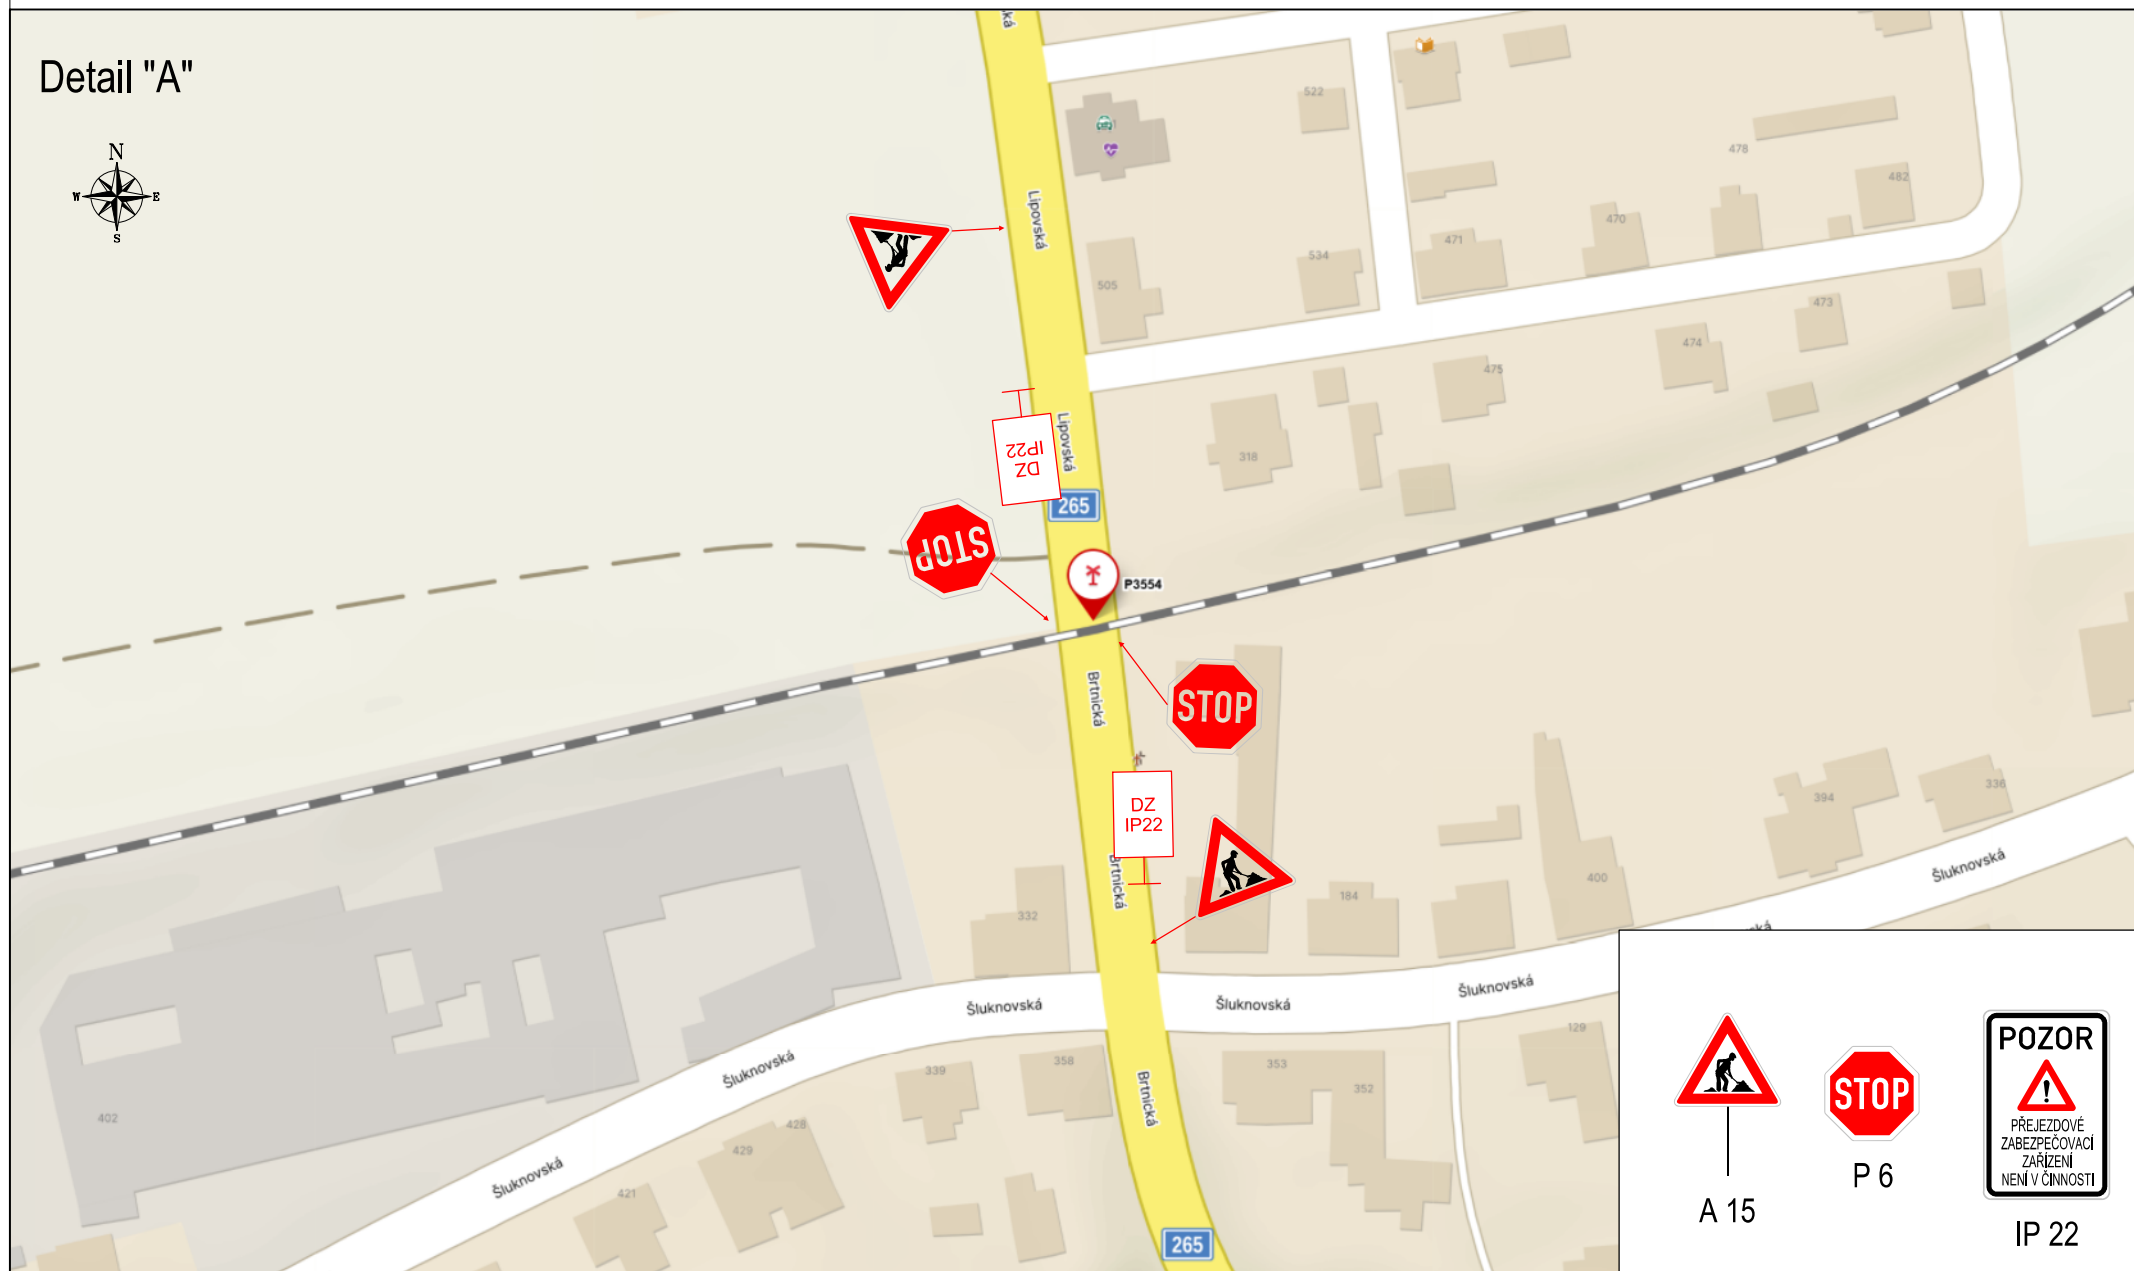 Detail "A"
N
W
E
S
Lipovská
522
478
482
470
471
534
505
473
474
475
Lipovská
318
DZ
IP22
265
STOP
P3554
Brtnická
STOP
DZ
IP22
Brtnická
394
336
400
184
332
Šluknovská
Šluknovská
Šluknovská
Šluknovská
129
353
352
358
339
Brtnická
Šluknovská
402
428
429
421
Šluknovská
265
STOP
A 15
P 6
POZOR
!
PŘEJEZDOVÉ
ZABEZPEČOVACÍ
ZAŘÍZENÍ
NENÍ V ČINNOSTI
IP 22